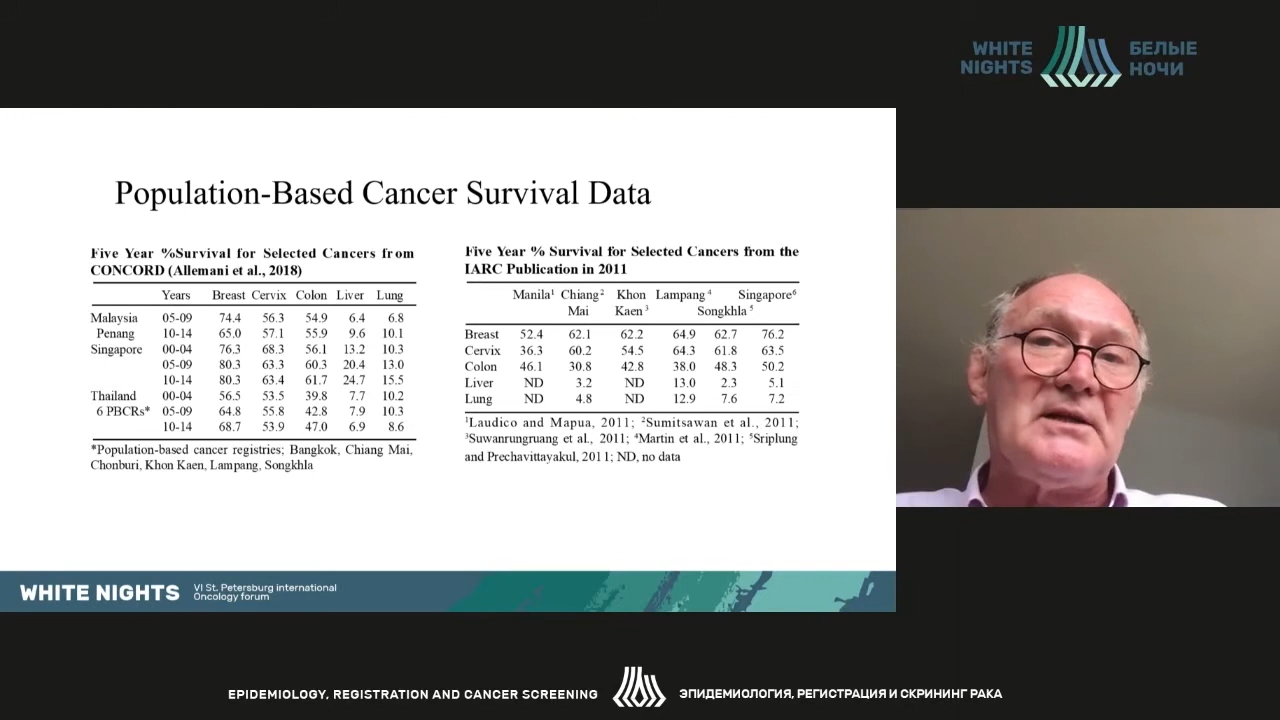 WHITE
NIGHTS
БЕЛЫЕ
НОЧИ
Population-Based Cancer Survival Data
Five Year %Survival for Selected Cancers from
CONCORD (Allemani et al., 2018)
Years Breast Cervix Colon Liver Lung
Malaysia 05-09 74.4 56.3 54.9 6.4 6.8
Penang 10-14 65.0 57.1 55.9 9.6 10.1
Singapore 00-04 76.3 68.3 56.1 13.2 10.3
05-09 80.3 63.3 60.3 20.4 13.0
10-14 80.3 63.4 61.7 24.7 15.5
Thailand 00-04 56.5 53.5 39.8 7.7 10.2
6 PBCRs* 05-09 64.8 55.8 42.8 7.9 10.3
10-14 68.7 53.9 47.0 6.9 8.6
*Population-based cancer registries; Bangkok, Chiang Mai,
Chonburi, Khon Kaen, Lampang, Songkhla
Five Year % Survival for Selected Cancers from the
IARC Publication in 2011
Manila¹ Chiang² Khon Lampang⁴ Singapore⁶
Mai Kaen³ Songkhla⁵
Breast 52.4 62.1 62.2 64.9 62.7 76.2
Cervix 36.3 60.2 54.5 64.3 61.8 63.5
Colon 46.1 30.8 42.8 38.0 48.3 50.2
Liver ND 3.2 ND 13.0 2.3 5.1
Lung ND 4.8 ND 12.9 7.6 7.2
¹Laudico and Mapua, 2011; ²Sumitsawan et al., 2011;
³Suwanrungruang et al., 2011; ⁴Martin et al., 2011; ⁵Sriplung
and Prechavittayakul, 2011; ND, no data
WHITE NIGHTS
VI St. Petersburg international
Oncology forum
EPIDEMIOLOGY, REGISTRATION AND CANCER SCREENING
ЭПИДЕМИОЛОГИЯ, РЕГИСТРАЦИЯ И СКРИНИНГ РАКА